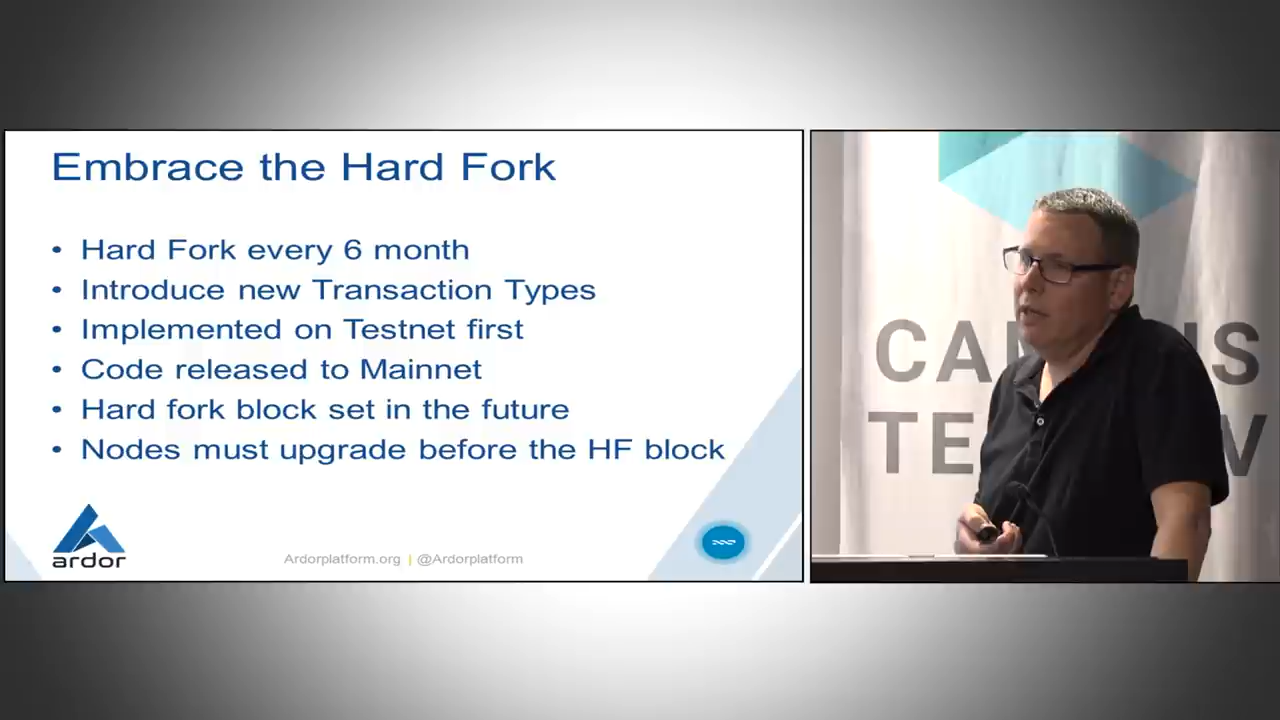 Embrace the Hard Fork
• Hard Fork every 6 month
• Introduce new Transaction Types
• Implemented on Testnet first
• Code released to Mainnet
• Hard fork block set in the future
• Nodes must upgrade before the HF block
ardor
Ardorplatform.org | @Ardorplatform